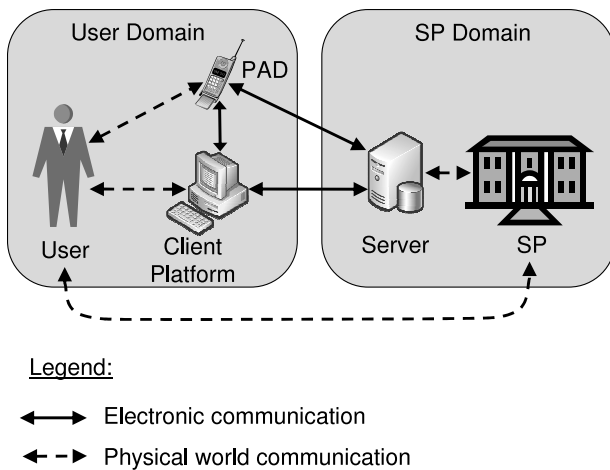 User Domain
SP Domain
PAD
User
Client
Platform
Server
SP
Legend:
Electronic communication
Physical world communication